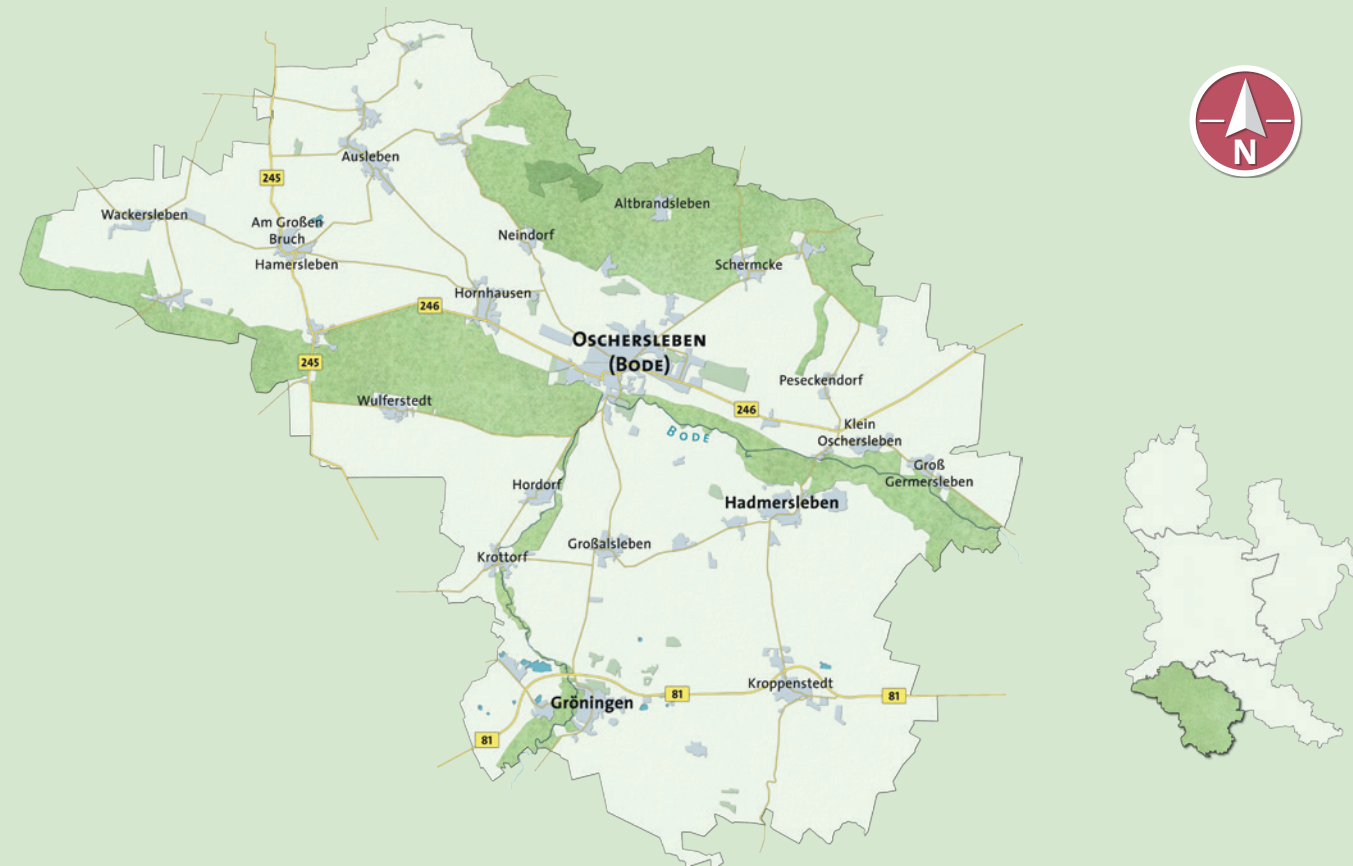 N
Ausleben
245
Altbrandsleben
Wackersleben
Am Großen
Bruch
Neindorf
Hamersleben
Schermcke
Hornhausen
246
OSCHERSLEBEN
(BODE)
245
Peseckendorf
Wulferstedt
246
BODE
Klein
Oschersleben
Groß
Germersleben
Hordorf
Hadmersleben
Großalsleben
Krottorf
Kroppenstedt
81
81
Gröningen
81